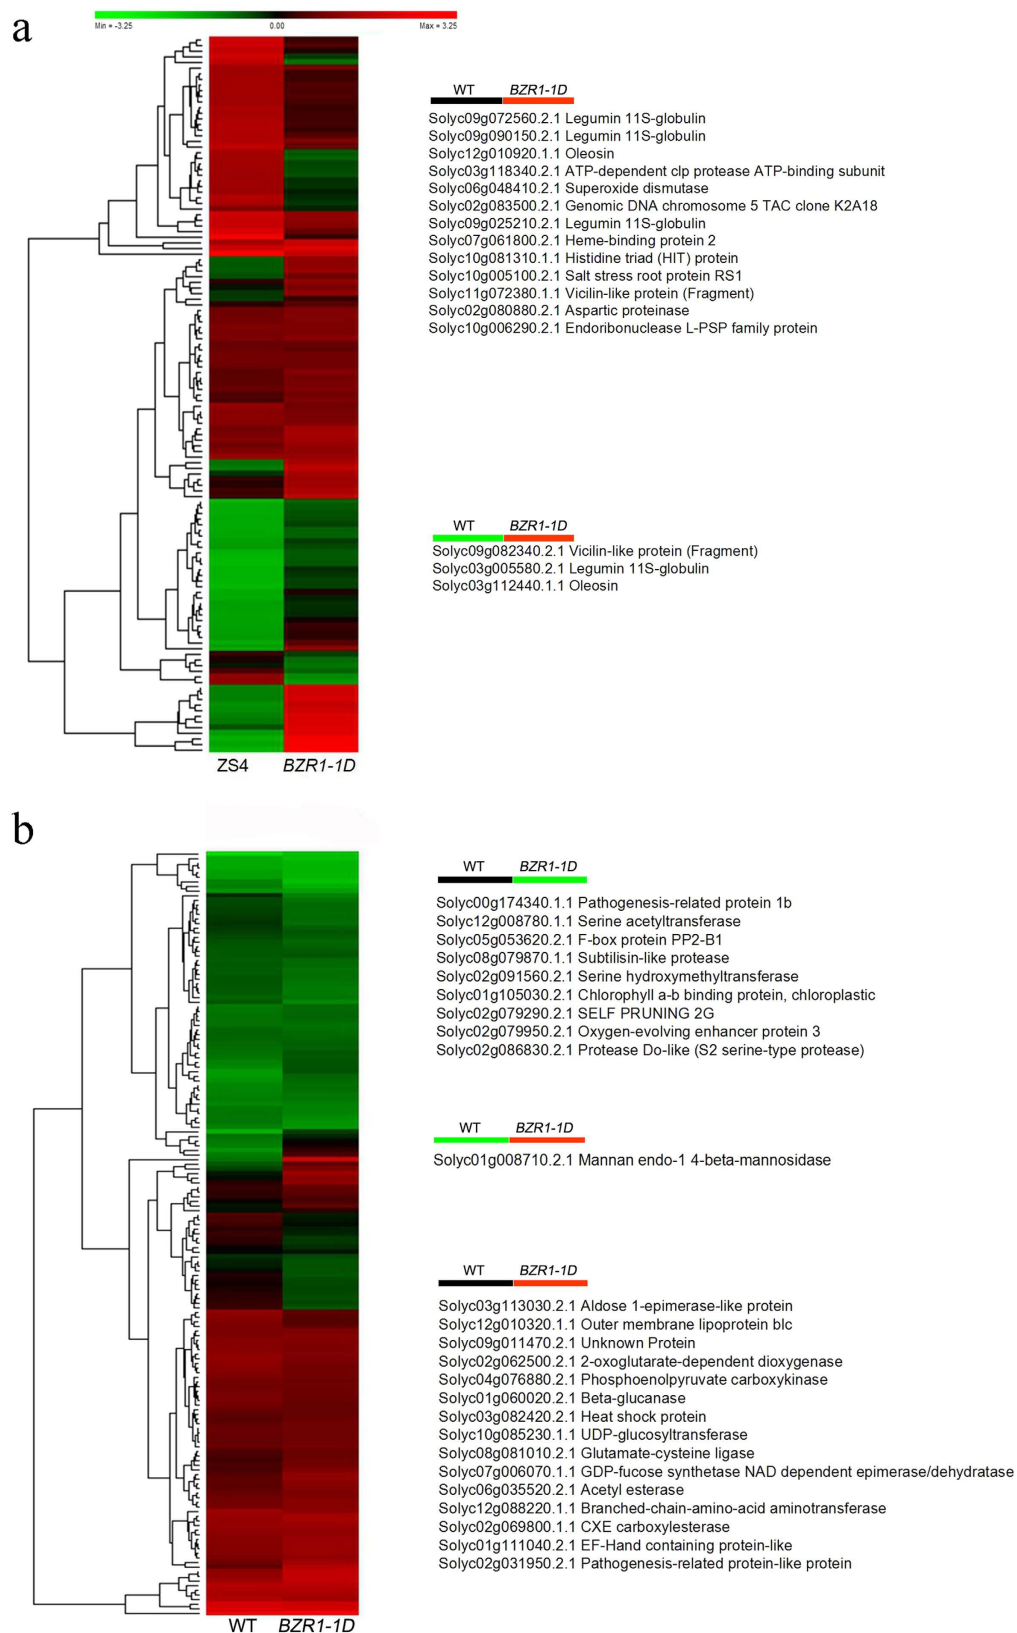 a
Min = -3.25 0.00 Max = 3.25
WT BZR1-1D
Solyc09g072560.2.1 Legumin 11S-globulin
Solyc09g090150.2.1 Legumin 11S-globulin
Solyc12g010920.1.1 Oleosin
Solyc03g118340.2.1 ATP-dependent clp protease ATP-binding subunit
Solyc06g048410.2.1 Superoxide dismutase
Solyc02g083500.2.1 Genomic DNA chromosome 5 TAC clone K2A18
Solyc09g025210.2.1 Legumin 11S-globulin
Solyc07g061800.2.1 Heme-binding protein 2
Solyc10g081310.1.1 Histidine triad (HIT) protein
Solyc10g005100.2.1 Salt stress root protein RS1
Solyc11g072380.1.1 Vicilin-like protein (Fragment)
Solyc02g080880.2.1 Aspartic proteinase
Solyc10g006290.2.1 Endoribonuclease L-PSP family protein
WT BZR1-1D
Solyc09g082340.2.1 Vicilin-like protein (Fragment)
Solyc03g005580.2.1 Legumin 11S-globulin
Solyc03g112440.1.1 Oleosin
ZS4 BZR1-1D
b
WT BZR1-1D
Solyc00g174340.1.1 Pathogenesis-related protein 1b
Solyc12g008780.1.1 Serine acetyltransferase
Solyc05g053620.2.1 F-box protein PP2-B1
Solyc08g079870.1.1 Subtilisin-like protease
Solyc02g091560.2.1 Serine hydroxymethyltransferase
Solyc01g105030.2.1 Chlorophyll a-b binding protein, chloroplastic
Solyc02g079290.2.1 SELF PRUNING 2G
Solyc02g079950.2.1 Oxygen-evolving enhancer protein 3
Solyc02g086830.2.1 Protease Do-like (S2 serine-type protease)
WT BZR1-1D
Solyc01g008710.2.1 Mannan endo-1 4-beta-mannosidase
WT BZR1-1D
Solyc03g113030.2.1 Aldose 1-epimerase-like protein
Solyc12g010320.1.1 Outer membrane lipoprotein blc
Solyc09g011470.2.1 Unknown Protein
Solyc02g062500.2.1 2-oxoglutarate-dependent dioxygenase
Solyc04g076880.2.1 Phosphoenolpyruvate carboxykinase
Solyc01g060020.2.1 Beta-glucanase
Solyc03g082420.2.1 Heat shock protein
Solyc10g085230.1.1 UDP-glucosyltransferase
Solyc08g081010.2.1 Glutamate-cysteine ligase
Solyc07g006070.1.1 GDP-fucose synthetase NAD dependent epimerase/dehydratase
Solyc06g035520.2.1 Acetyl esterase
Solyc12g088220.1.1 Branched-chain-amino-acid aminotransferase
Solyc02g069800.1.1 CXE carboxylesterase
Solyc01g111040.2.1 EF-Hand containing protein-like
Solyc02g031950.2.1 Pathogenesis-related protein-like protein
WT BZR1-1D